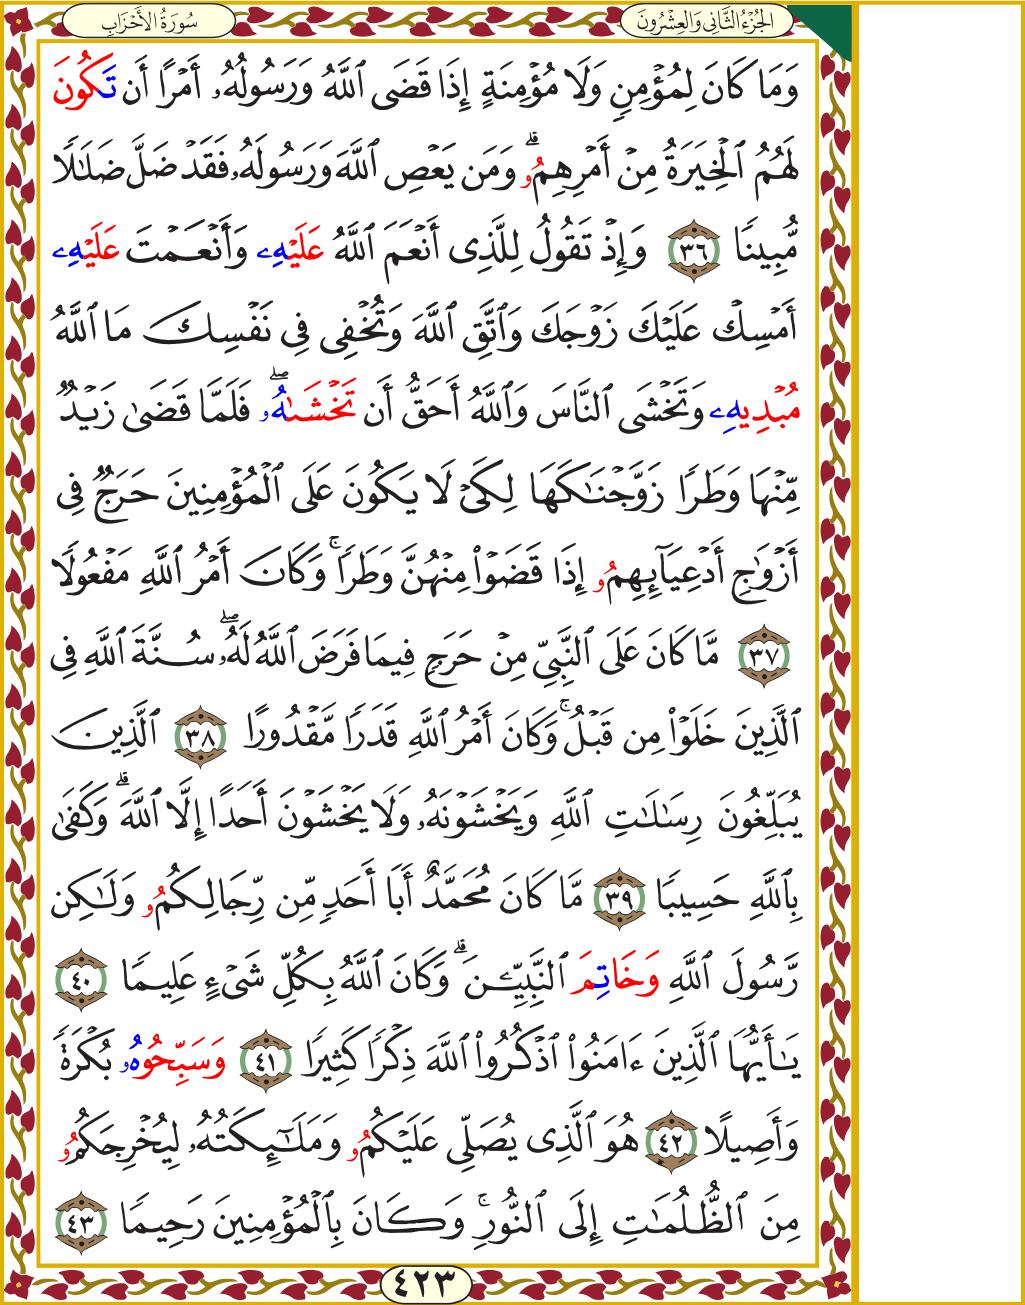 الجُزْءُ الثَّانِي وَالعِشْرُونَ
سُورَةُ الأَحْزَابِ
وَمَا كَانَ لِمُؤْمِنٖ وَلَا مُؤْمِنَةٍ إِذَا قَضَى ٱللَّهُ وَرَسُولُهُۥٓ أَمۡرًا أَن تَكُونَ
لَهُمُ ٱلۡخِيَرَةُ مِنۡ أَمۡرِهِمُۥۗ وَمَن يَعۡصِ ٱللَّهَ وَرَسُولَهُۥ فَقَدۡ ضَلَّ ضَلَٰلٗا
مُّبِينٗا ٣٦ وَإِذۡ تَقُولُ لِلَّذِيٓ أَنۡعَمَ ٱللَّهُ عَلَيۡهِۦ وَأَنۡعَمۡتَ عَلَيۡهِۦ
أَمۡسِكۡ عَلَيۡكَ زَوۡجَكَ وَٱتَّقِ ٱللَّهَ وَتُخۡفِي فِي نَفۡسِكَ مَا ٱللَّهُ
مُبۡدِيهِۦ وَتَخۡشَى ٱلنَّاسَ وَٱللَّهُ أَحَقُّ أَن تَخۡشَىٰهُۥۖ فَلَمَّا قَضَىٰ زَيۡدٞ
مِّنۡهَا وَطَرٗا زَوَّجۡنَٰكَهَا لِكَيۡ لَا يَكُونَ عَلَى ٱلۡمُؤۡمِنِينَ حَرَجٞ فِيٓ
أَزۡوَٰجِ أَدۡعِيَآئِهِمُۥٓ إِذَا قَضَوۡاْ مِنۡهُنَّ وَطَرٗاۚ وَكَانَ أَمۡرُ ٱللَّهِ مَفۡعُولٗا
٣٧ مَّا كَانَ عَلَى ٱلنَّبِيِّ مِنۡ حَرَجٖ فِيمَا فَرَضَ ٱللَّهُ لَهُۥۖ سُنَّةَ ٱللَّهِ فِي
ٱلَّذِينَ خَلَوۡاْ مِن قَبۡلُۚ وَكَانَ أَمۡرُ ٱللَّهِ قَدَرٗا مَّقۡدُورًا ٣٨ ٱلَّذِينَ
يُبَلِّغُونَ رِسَٰلَٰتِ ٱللَّهِ وَيَخۡشَوۡنَهُۥ وَلَا يَخۡشَوۡنَ أَحَدًا إِلَّا ٱللَّهَۗ وَكَفَىٰ
بِٱللَّهِ حَسِيبٗا ٣٩ مَّا كَانَ مُحَمَّدٌ أَبَآ أَحَدٖ مِّن رِّجَالِكُمُۥ وَلَٰكِن
رَّسُولَ ٱللَّهِ وَخَاتِمَ ٱلنَّبِيِّـۧنَۗ وَكَانَ ٱللَّهُ بِكُلِّ شَيۡءٍ عَلِيمٗا ٤٠
يَٰٓأَيُّهَا ٱلَّذِينَ ءَامَنُواْ ٱذۡكُرُواْ ٱللَّهَ ذِكۡرٗا كَثِيرٗا ٤١ وَسَبِّحُوهُۥ بُكۡرَةٗ
وَأَصِيلًا ٤٢ هُوَ ٱلَّذِي يُصَلِّي عَلَيۡكُمُۥ وَمَلَٰٓئِكَتُهُۥ لِيُخۡرِجَكُمُۥ
مِنَ ٱلظُّلُمَٰتِ إِلَى ٱلنُّورِۚ وَكَانَ بِٱلۡمُؤۡمِنِينَ رَحِيمٗا ٤٣
٤٢٣